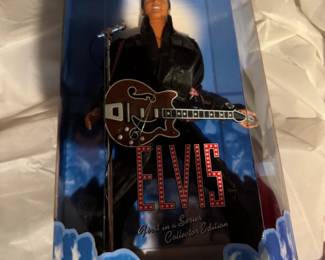 ELVIS
First in a Series
Collector Edition